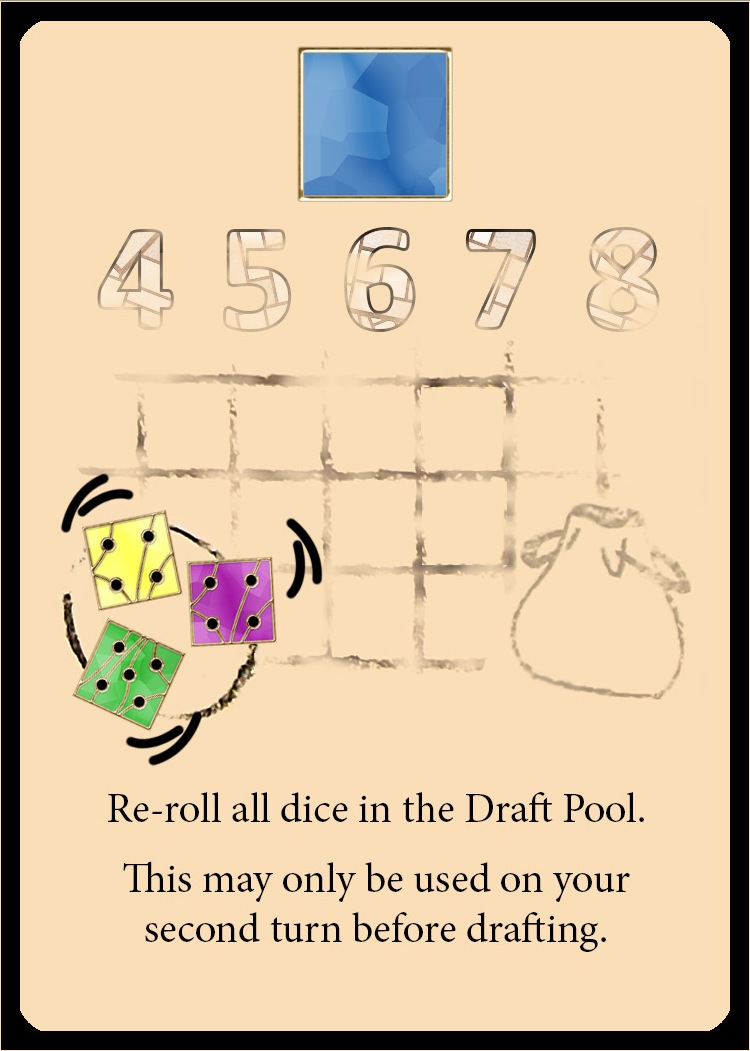 4 5 6 7 8
Re-roll all dice in the Draft Pool.
This may only be used on your
second turn before drafting.